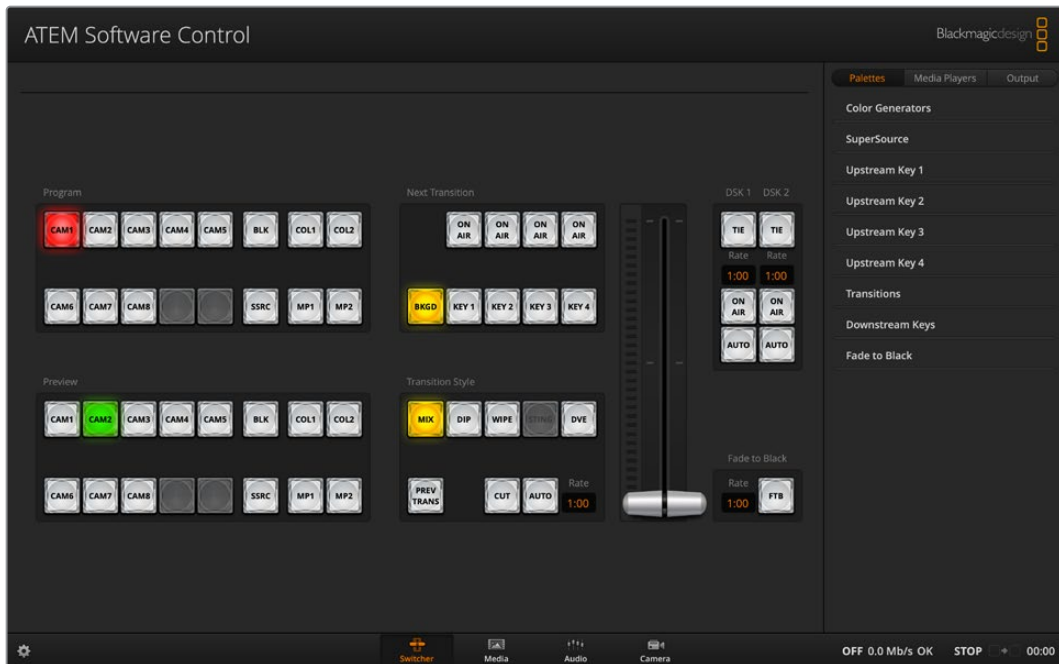 ATEM Software Control
Blackmagicdesign
Palettes Media Players Output
Color Generators
SuperSource
Upstream Key 1
Upstream Key 2
Upstream Key 3
Upstream Key 4
Transitions
Downstream Keys
Fade to Black
Program
CAM1 CAM2 CAM3 CAM4 CAM5 BLK COL1 COL2
CAM6 CAM7 CAM8 SSRC MP1 MP2
Next Transition
ON AIR ON AIR ON AIR ON AIR
BKGD KEY 1 KEY 2 KEY 3 KEY 4
DSK 1 DSK 2
TIE TIE
Rate Rate
1:00 1:00
ON AIR ON AIR
AUTO AUTO
Preview
CAM1 CAM2 CAM3 CAM4 CAM5 BLK COL1 COL2
CAM6 CAM7 CAM8 SSRC MP1 MP2
Transition Style
MIX DIP WIPE STING DVE
PREV TRANS CUT AUTO Rate 1:00
Fade to Black
Rate
1:00 FTB
Switcher Media Audio Camera
OFF 0.0 Mb/s OK STOP 00:00